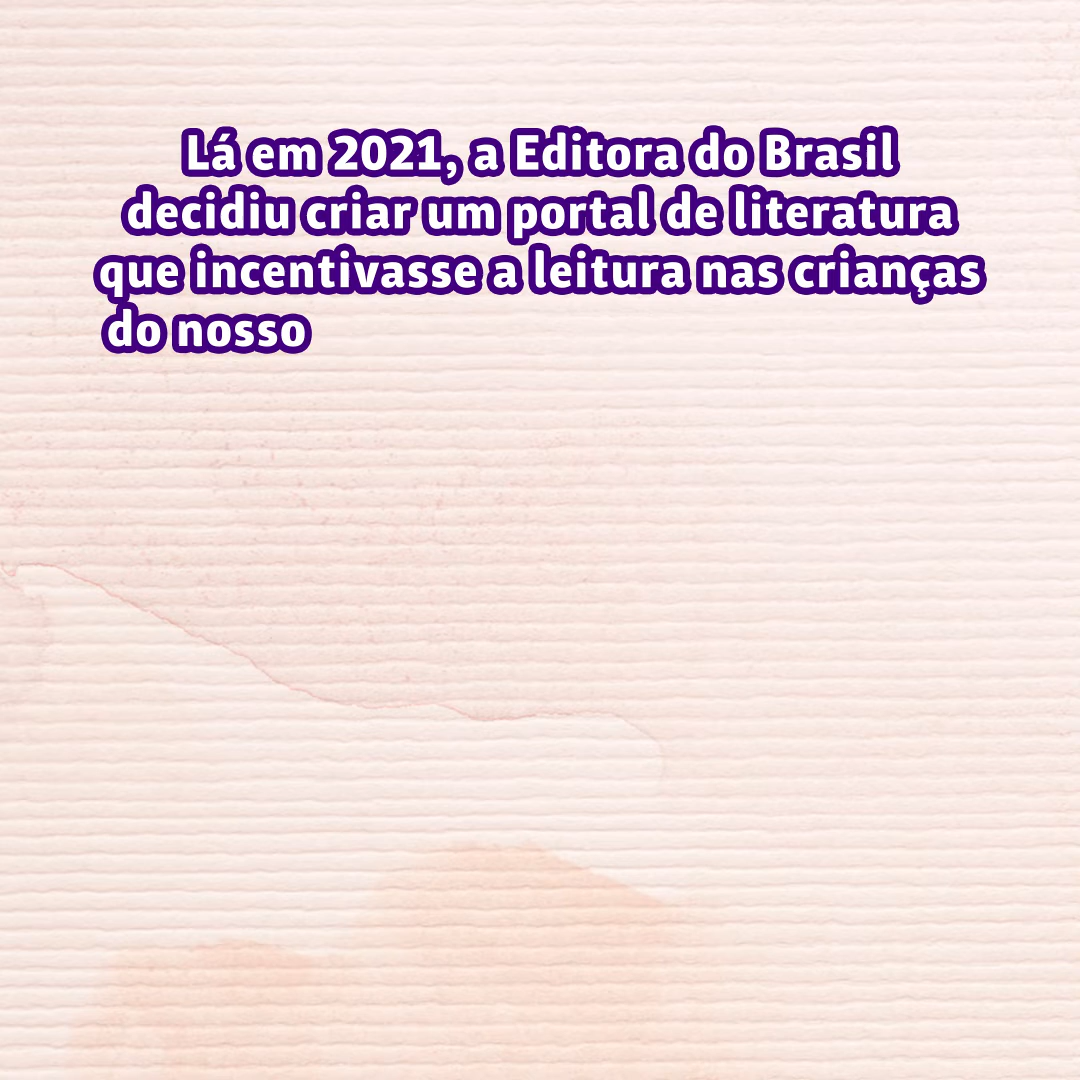 Lá em 2021, a Editora do Brasil
decidiu criar um portal de literatura
que incentivasse a leitura nas crianças
do nosso